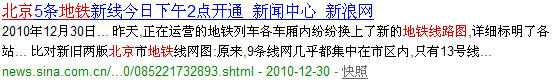 北京5条地铁新线今日下午2点开通_新闻中心_新浪网
2010年12月30日... 昨天,正在运营的地铁列车各车厢内纷纷换上了新的地铁线路图,详细标明了各
站... 比对新旧两版北京市地铁线网图:原来,9条线网几乎都集中在市区内,只有13号线...
news.sina.com.cn/...0/085221732893.shtml - 2010-12-30 - 快照